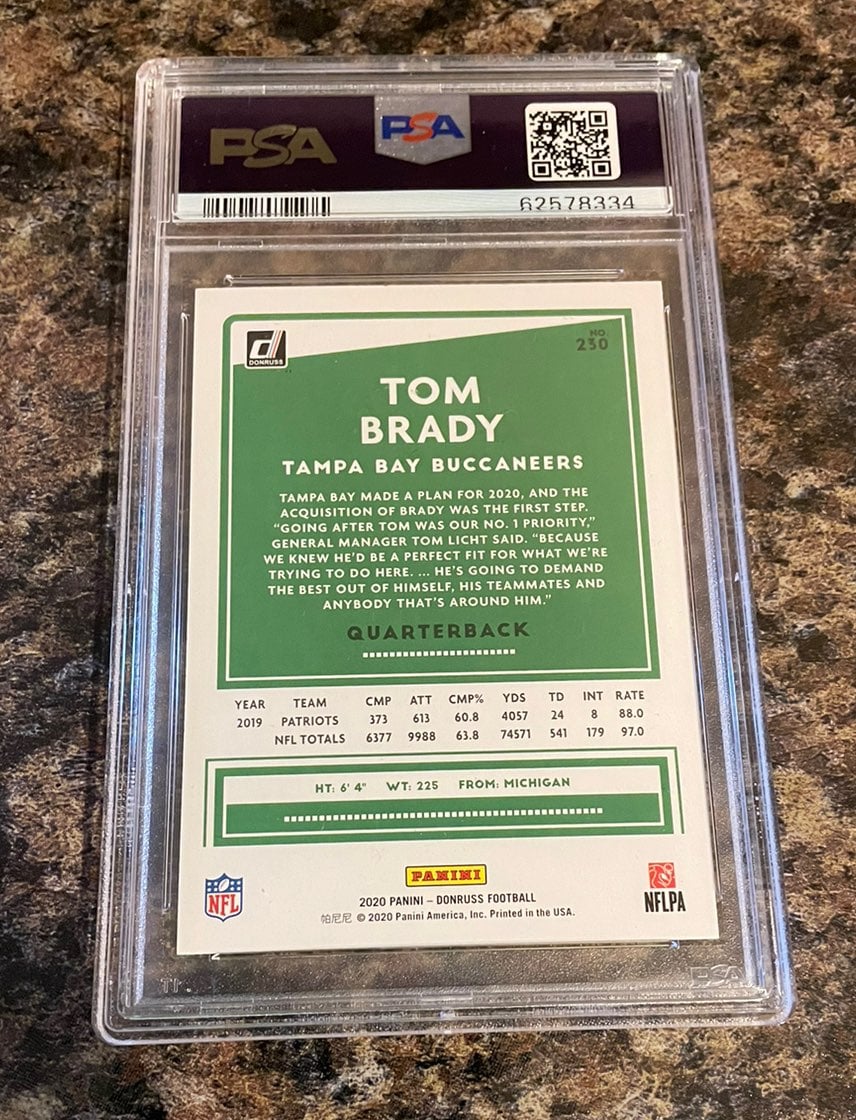 PSA PSA
62578334
DONRUSS
NO.
230
TOM
BRADY
TAMPA BAY BUCCANEERS
TAMPA BAY MADE A PLAN FOR 2020, AND THE
ACQUISITION OF BRADY WAS THE FIRST STEP.
“GOING AFTER TOM WAS OUR NO. 1 PRIORITY,”
GENERAL MANAGER TOM LICHT SAID. “BECAUSE
WE KNEW HE’D BE A PERFECT FIT FOR WHAT WE’RE
TRYING TO DO HERE. ... HE’S GOING TO DEMAND
THE BEST OUT OF HIMSELF, HIS TEAMMATES AND
ANYBODY THAT’S AROUND HIM.”
QUARTERBACK
YEAR TEAM CMP ATT CMP% YDS TD INT RATE
2019 PATRIOTS 373 613 60.8 4057 24 8 88.0
NFL TOTALS 6377 9988 63.8 74571 541 179 97.0
HT: 6' 4" WT: 225 FROM: MICHIGAN
PANINI
NFL
NFLPA
2020 PANINI – DONRUSS FOOTBALL
帕尼尼 © 2020 Panini America, Inc. Printed in the USA.
PSA